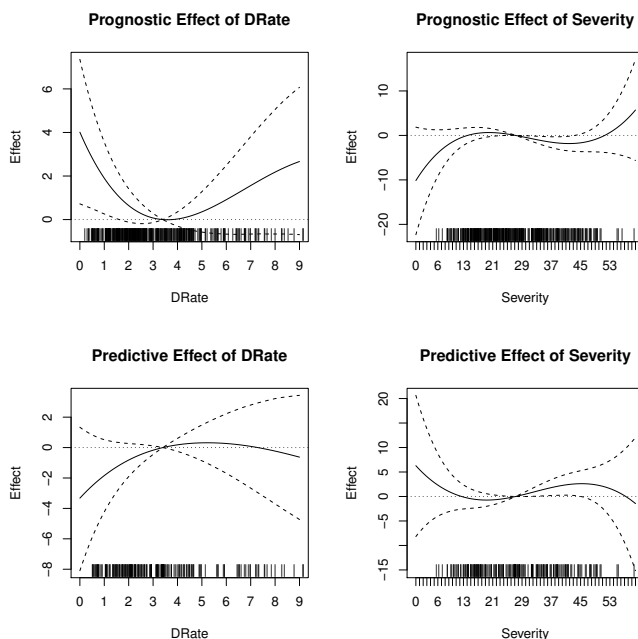 Prognostic Effect of DRate
Effect
6
4
2
0
0 1 2 3 4 5 6 7 8 9
DRate
Prognostic Effect of Severity
Effect
10
0
-10
-20
0 6 13 21 29 37 45 53
Severity
Predictive Effect of DRate
Effect
2
0
-2
-4
-6
-8
0 1 2 3 4 5 6 7 8 9
DRate
Predictive Effect of Severity
Effect
20
10
5
0
-5
-15
0 6 13 21 29 37 45 53
Severity